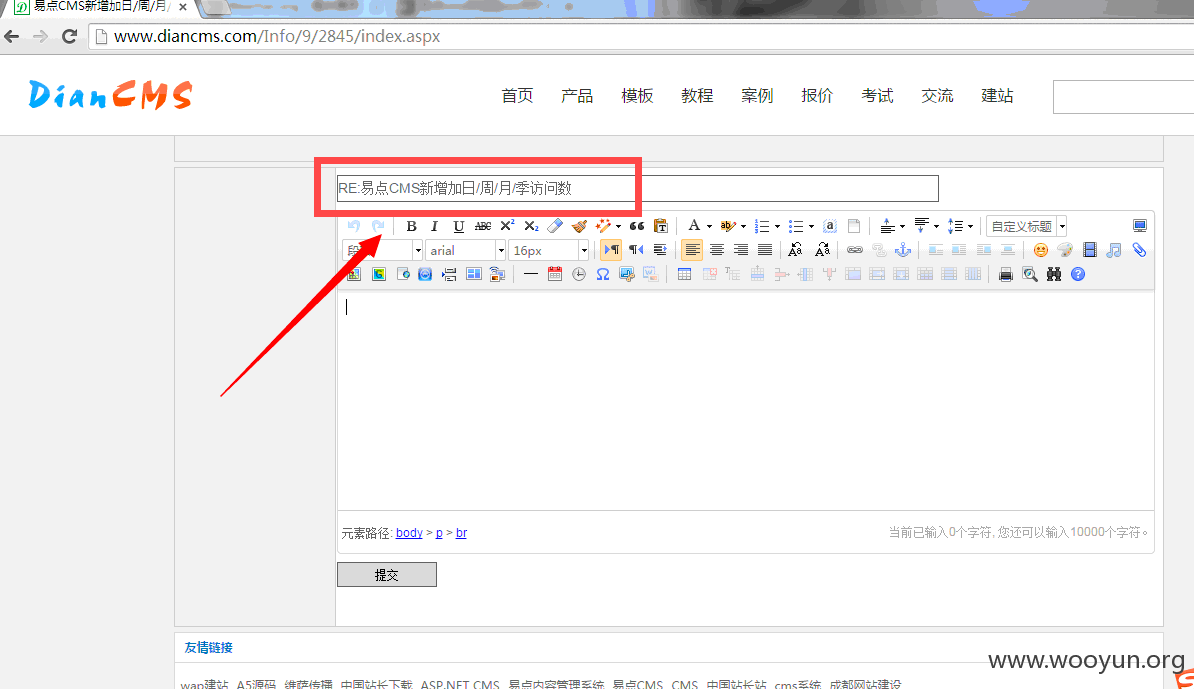 易点CMS新增加日/周/月/
www.diancms.com/Info/9/2845/index.aspx
DianCMS 首页 产品 模板 教程 案例 报价 考试 交流 建站
RE:易点CMS新增加日/周/月/季访问数
B I U ABC X² X₂ A ab 自定义标题
段 arial 16px
元素路径: body > p > br 当前已输入0个字符, 您还可以输入10000个字符。
提交
友情链接
www.wooyun.org
wap建站 A5源码 维萨传播 中国站长下载 ASP.NET CMS 易点内容管理系统 易点CMS CMS 中国站长站 cms系统 成都网站建设